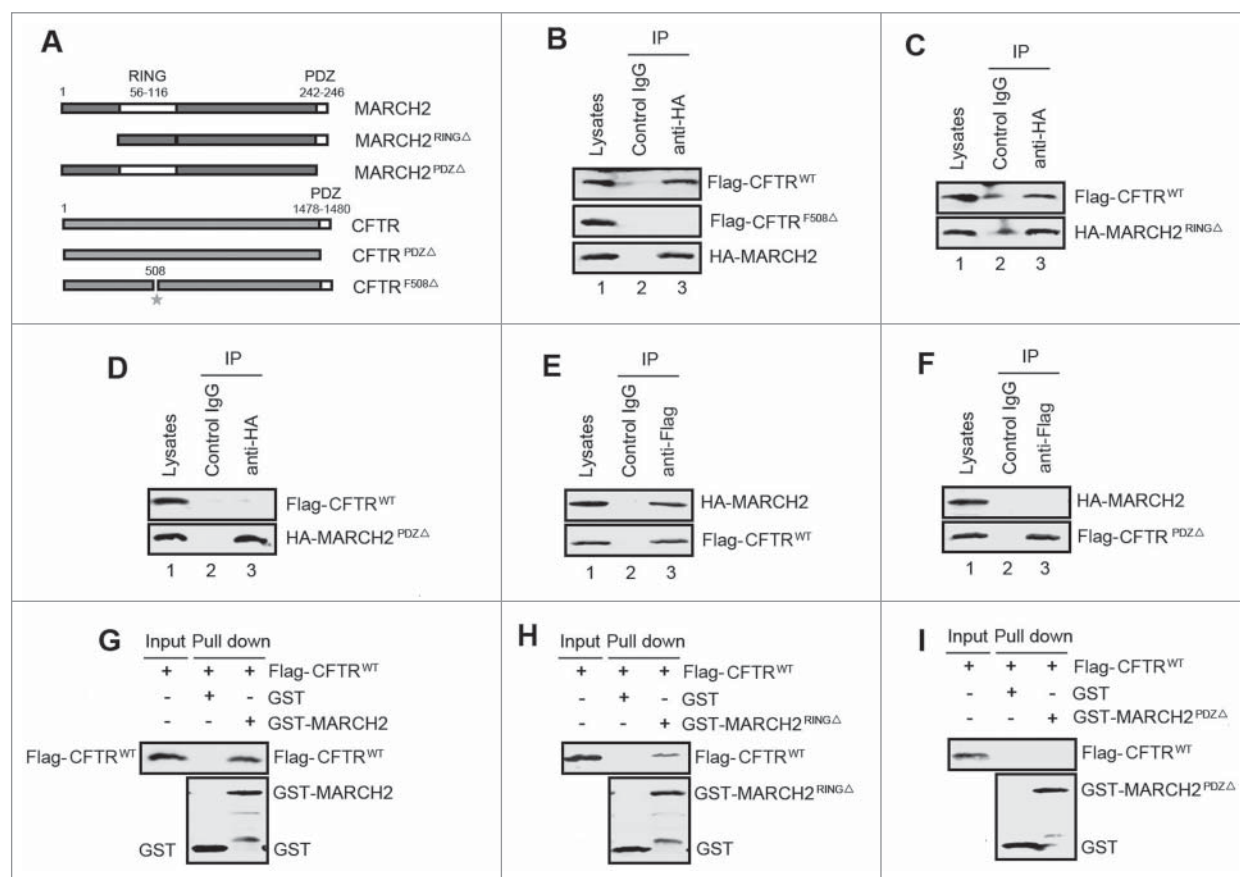 A
RING
PDZ
1
56-116
242-246
MARCH2
MARCH2RING△
MARCH2PDZ△
PDZ
1
1478-1480
CFTR
CFTRPDZ△
508
CFTRF508△
B
IP
Lysates
Control IgG
anti-HA
Flag-CFTRWT
Flag-CFTRF508△
HA-MARCH2
1 2 3
C
IP
Lysates
Control IgG
anti-HA
Flag-CFTRWT
HA-MARCH2RING△
1 2 3
D
IP
Lysates
Control IgG
anti-HA
Flag-CFTRWT
HA-MARCH2PDZ△
1 2 3
E
IP
Lysates
Control IgG
anti-Flag
HA-MARCH2
Flag-CFTRWT
1 2 3
F
IP
Lysates
Control IgG
anti-Flag
HA-MARCH2
Flag-CFTR PDZ△
1 2 3
G
Input Pull down
+ + + Flag-CFTRWT
- + - GST
- - + GST-MARCH2
Flag-CFTRWT Flag-CFTRWT
GST-MARCH2
GST GST
H
Input Pull down
+ + + Flag-CFTRWT
- + - GST
- - + GST-MARCH2RING△
Flag-CFTRWT
GST-MARCH2RING△
GST
I
Input Pull down
+ + + Flag-CFTRWT
- + - GST
- - + GST-MARCH2PDZ△
Flag-CFTRWT
GST-MARCH2PDZ△
GST